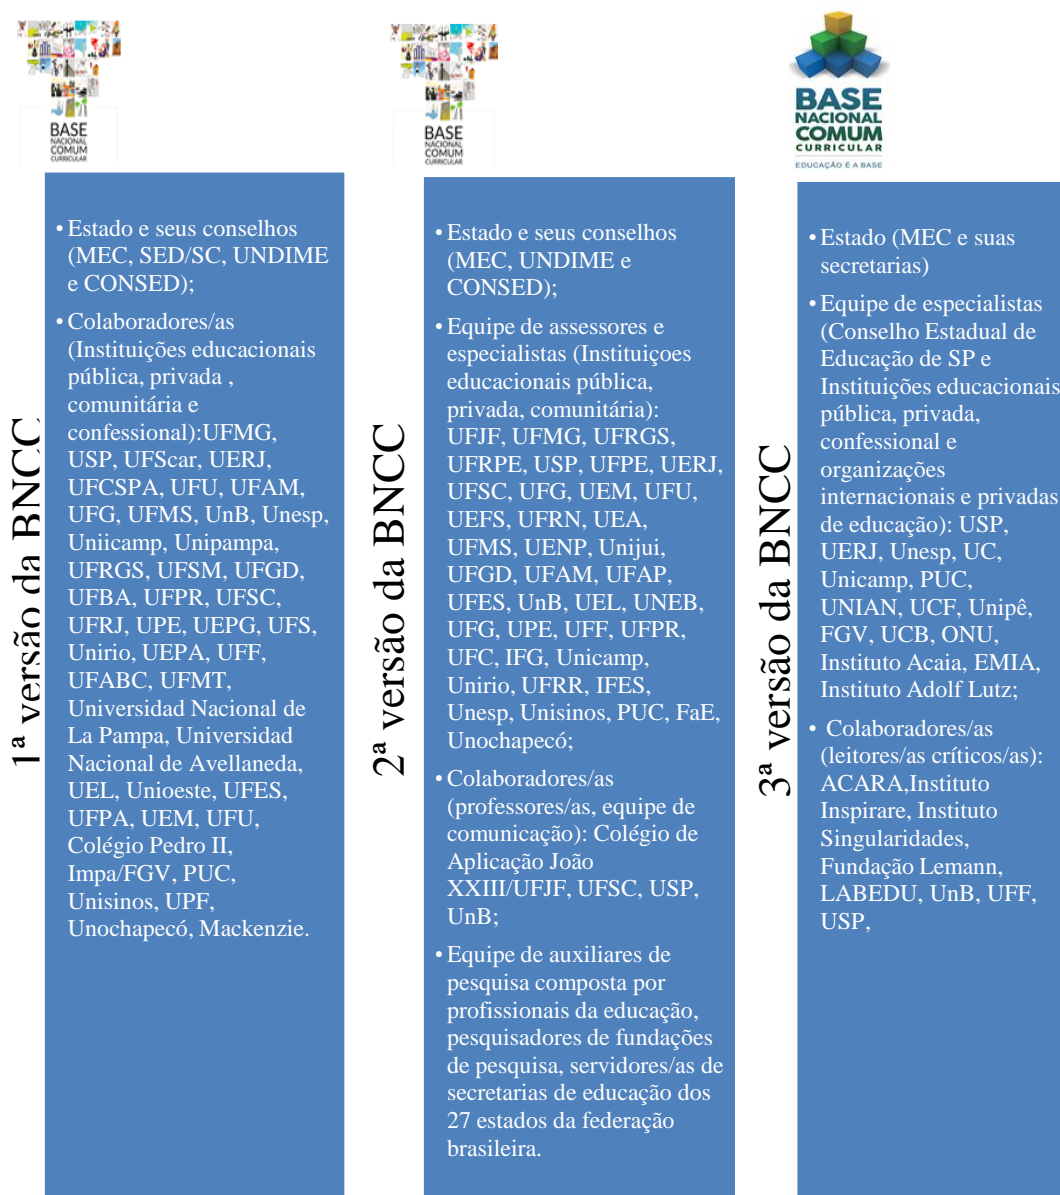 BASE
NACIONAL
COMUM
CURRICULAR
1ª versão da BNCC
• Estado e seus conselhos
(MEC, SED/SC, UNDIME
e CONSED);
• Colaboradores/as
(Instituições educacionais
pública, privada ,
comunitária e
confessional):UFMG,
USP, UFScar, UERJ,
UFCSPA, UFU, UFAM,
UFG, UFMS, UnB, Unesp,
Uniicamp, Unipampa,
UFRGS, UFSM, UFGD,
UFBA, UFPR, UFSC,
UFRJ, UPE, UEPG, UFS,
Unirio, UEPA, UFF,
UFABC, UFMT,
Universidad Nacional de
La Pampa, Universidad
Nacional de Avellaneda,
UEL, Unioeste, UFES,
UFPA, UEM, UFU,
Colégio Pedro II,
Impa/FGV, PUC,
Unisinos, UPF,
Unochapecó, Mackenzie.
BASE
NACIONAL
COMUM
CURRICULAR
2ª versão da BNCC
• Estado e seus conselhos
(MEC, UNDIME e
CONSED);
• Equipe de assessores e
especialistas (Instituiçoes
educacionais pública,
privada, comunitária):
UFJF, UFMG, UFRGS,
UFRPE, USP, UFPE, UERJ,
UFSC, UFG, UEM, UFU,
UEFS, UFRN, UEA,
UFMS, UENP, Unijui,
UFGD, UFAM, UFAP,
UFES, UnB, UEL, UNEB,
UFG, UPE, UFF, UFPR,
UFC, IFG, Unicamp,
Unirio, UFRR, IFES,
Unesp, Unisinos, PUC, FaE,
Unochapecó;
• Colaboradores/as
(professores/as, equipe de
comunicação): Colégio de
Aplicação João
XXIII/UFJF, UFSC, USP,
UnB;
• Equipe de auxiliares de
pesquisa composta por
profissionais da educação,
pesquisadores de fundações
de pesquisa, servidores/as de
secretarias de educação dos
27 estados da federação
brasileira.
BASE
NACIONAL
COMUM
CURRICULAR
EDUCAÇÃO É A BASE
3ª versão da BNCC
• Estado (MEC e suas
secretarias)
• Equipe de especialistas
(Conselho Estadual de
Educação de SP e
Instituições educacionais
pública, privada,
confessional e
organizações
internacionais e privadas
de educação): USP,
UERJ, Unesp, UC,
Unicamp, PUC,
UNIAN, UCF, Unipê,
FGV, UCB, ONU,
Instituto Acaia, EMIA,
Instituto Adolf Lutz;
• Colaboradores/as
(leitores/as críticos/as):
ACARA,Instituto
Inspirare, Instituto
Singularidades,
Fundação Lemann,
LABEDU, UnB, UFF,
USP,